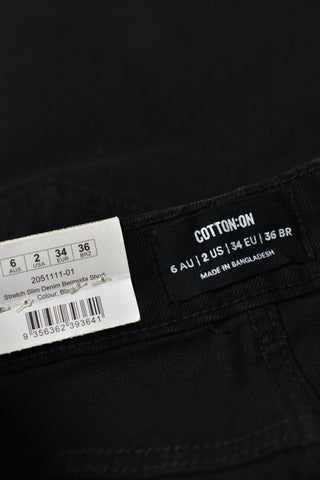 6 2 34 36
AUS USA EUR BRZ
2051111-01
Stretch Slim Denim Bermuda Short
Colour: Black
9 356362 393641
COTTON:ON
6 AU | 2 US | 34 EU | 36 BR
MADE IN BANGLADESH